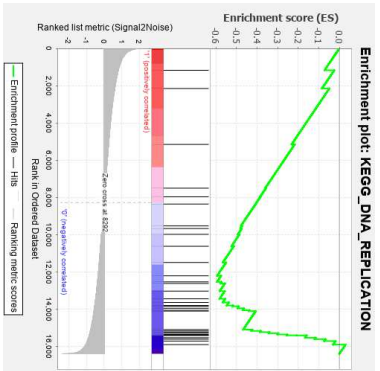 Enrichment plot: KEGG_DNA_REPLICATION
Enrichment score (ES)
0.0
-0.1
-0.2
-0.3
-0.4
-0.5
-0.6
'1' (positively correlated)
Zero cross at 8292
'0' (negatively correlated)
Ranked list metric (Signal2Noise)
2
1
0
-1
-2
0
2,000
4,000
6,000
8,000
10,000
12,000
14,000
16,000
Rank in Ordered Dataset
Enrichment profile
Hits
Ranking metric scores